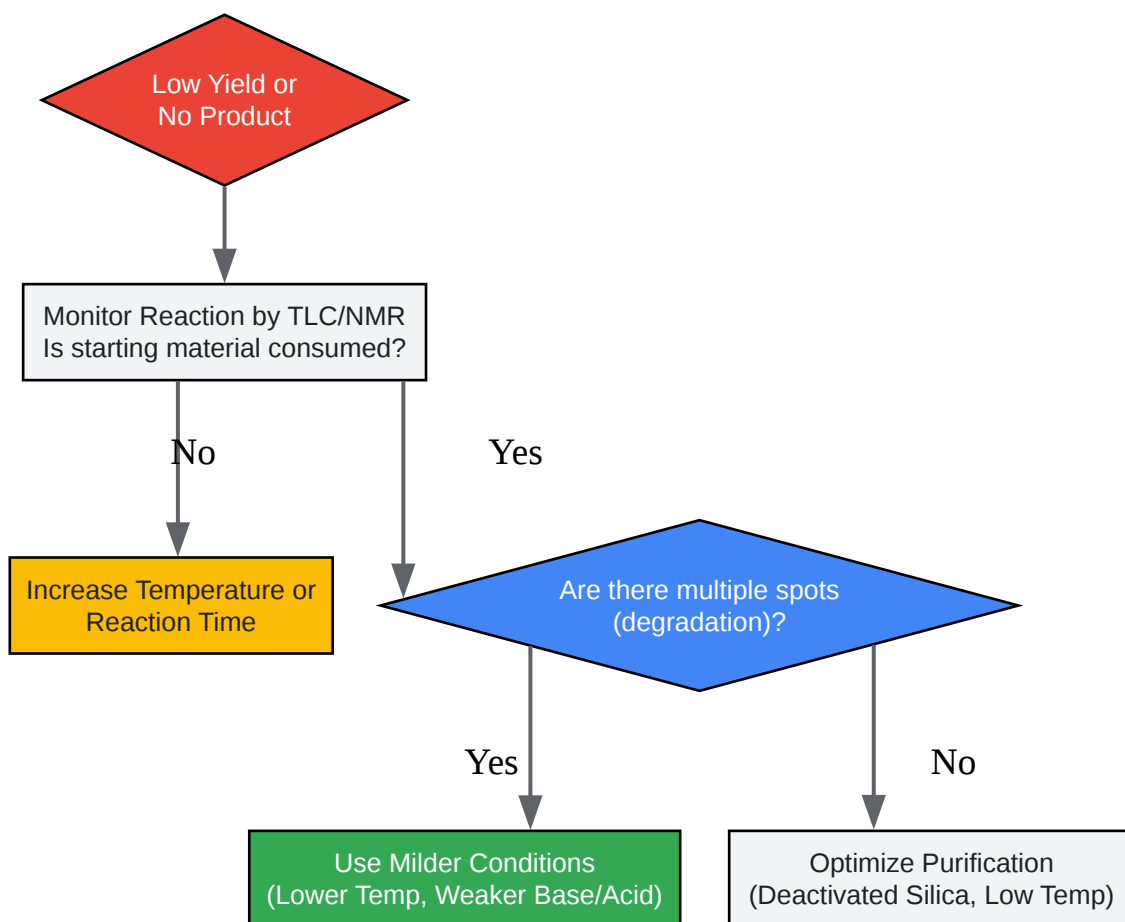 Low Yield or
No Product
Monitor Reaction by TLC/NMR
Is starting material consumed?
No
Yes
Increase Temperature or
Reaction Time
Are there multiple spots
(degradation)?
Yes
No
Use Milder Conditions
(Lower Temp, Weaker Base/Acid)
Optimize Purification
(Deactivated Silica, Low Temp)